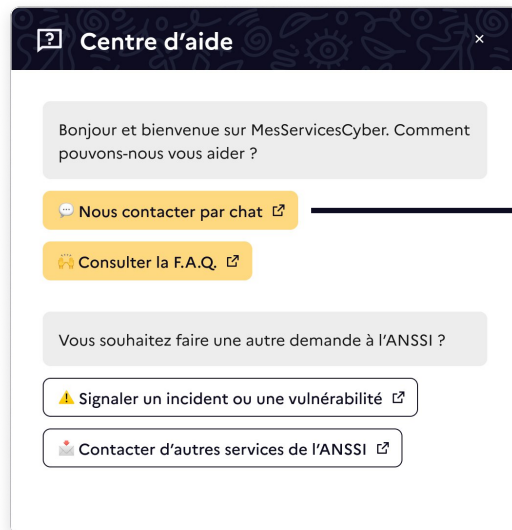 Centre d’aide
×
Bonjour et bienvenue sur MesServicesCyber. Comment
pouvons-nous vous aider ?
Nous contacter par chat
Consulter la F.A.Q.
Vous souhaitez faire une autre demande à l’ANSSI ?
Signaler un incident ou une vulnérabilité
Contacter d’autres services de l’ANSSI